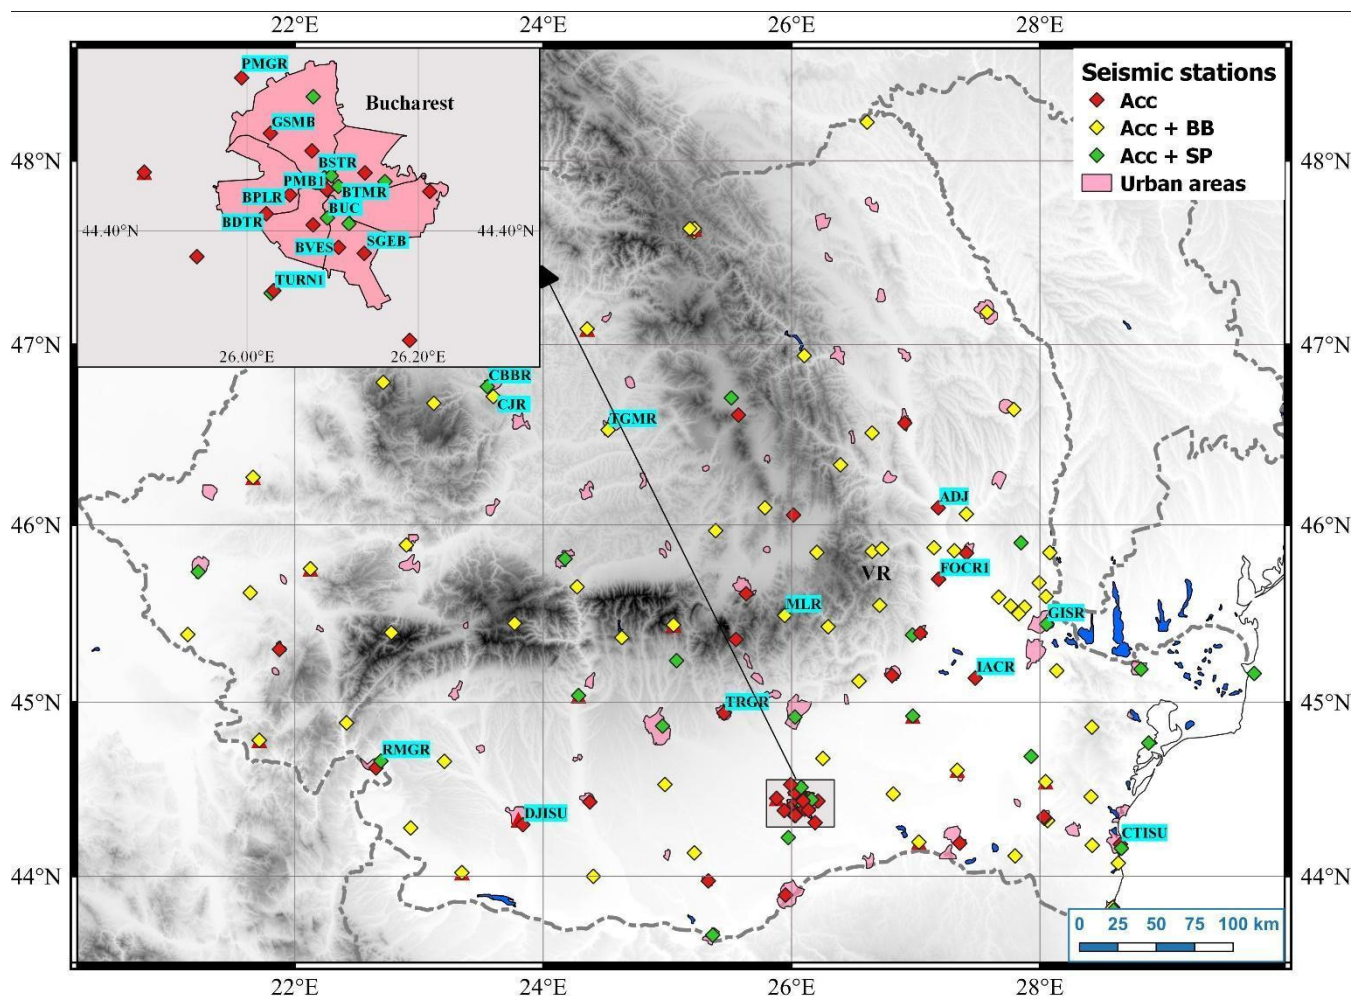 22°E 24°E 26°E 28°E
PMGR
Bucharest
GSMB
BSTR
PMB1
BTMR
BPLR
BUC
BDTR
44.40°N 44.40°N
BVES SGEB
TURN1
26.00°E 26.20°E
Seismic stations
Acc
Acc + BB
Acc + SP
Urban areas
48°N 48°N
47°N 47°N
CBBR
CJR
TGMR
ADJ
46°N 46°N
VR
FOCR1
MLR
GISR
IACR
45°N 45°N
TRGR
RMGR
DJISU
CTISU
44°N 44°N
0 25 50 75 100 km
22°E 24°E 26°E 28°E